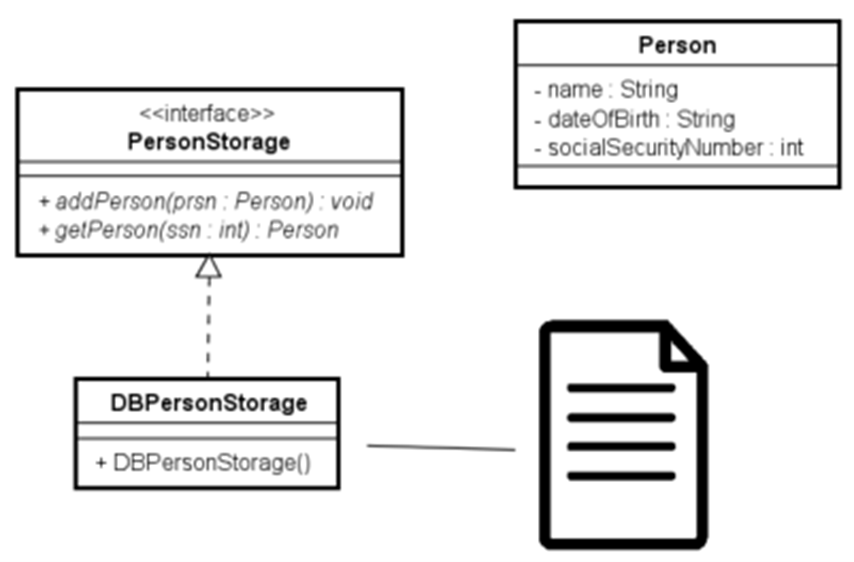 <<interface>>
PersonStorage
+ addPerson(prsn : Person) : void
+ getPerson(ssn : int) : Person
Person
- name : String
- dateOfBirth : String
- socialSecurityNumber : int
DBPersonStorage
+ DBPersonStorage()